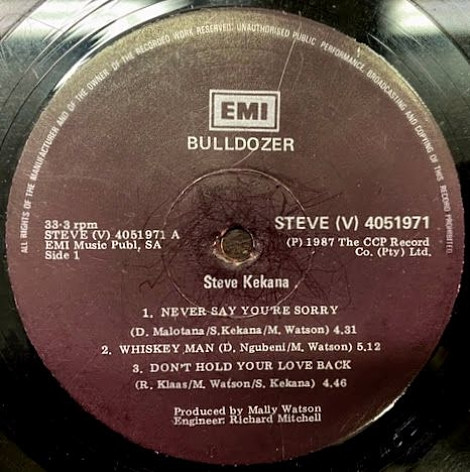 ALL RIGHTS OF THE MANUFACTURER AND OF THE OWNER OF THE RECORDED WORK RESERVED. UNAUTHORISED PUBLIC PERFORMANCE, BROADCASTING AND COPYING OF THIS RECORD PROHIBITED.
EMI
BULLDOZER
33·3 rpm
STEVE (V) 4051971 A
EMI Music Publ, SA
Side 1
STEVE (V) 4051971
(P) 1987 The CCP Record
Co. (Pty) Ltd.
Steve Kekana
1. NEVER SAY YOU'RE SORRY
(D. Malotana/S.Kekana/M. Watson) 4.31
2. WHISKEY MAN (D. Ngubeni/M. Watson) 5.12
3. DON'T HOLD YOUR LOVE BACK
(R. Klaas/M. Watson/S. Kekana) 4.46
Produced by Mally Watson
Engineer: Richard Mitchell